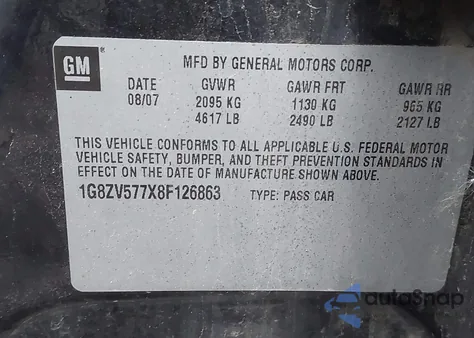 GM
MFD BY GENERAL MOTORS CORP.
DATE GVWR GAWR FRT GAWR RR
08/07 2095 KG 1130 KG 965 KG
4617 LB 2490 LB 2127 LB
THIS VEHICLE CONFORMS TO ALL APPLICABLE U.S. FEDERAL MOTOR
VEHICLE SAFETY, BUMPER, AND THEFT PREVENTION STANDARDS IN
EFFECT ON THE DATE OF MANUFACTURE SHOWN ABOVE.
1G8ZV577X8F126863 TYPE: PASS CAR
autoSnap